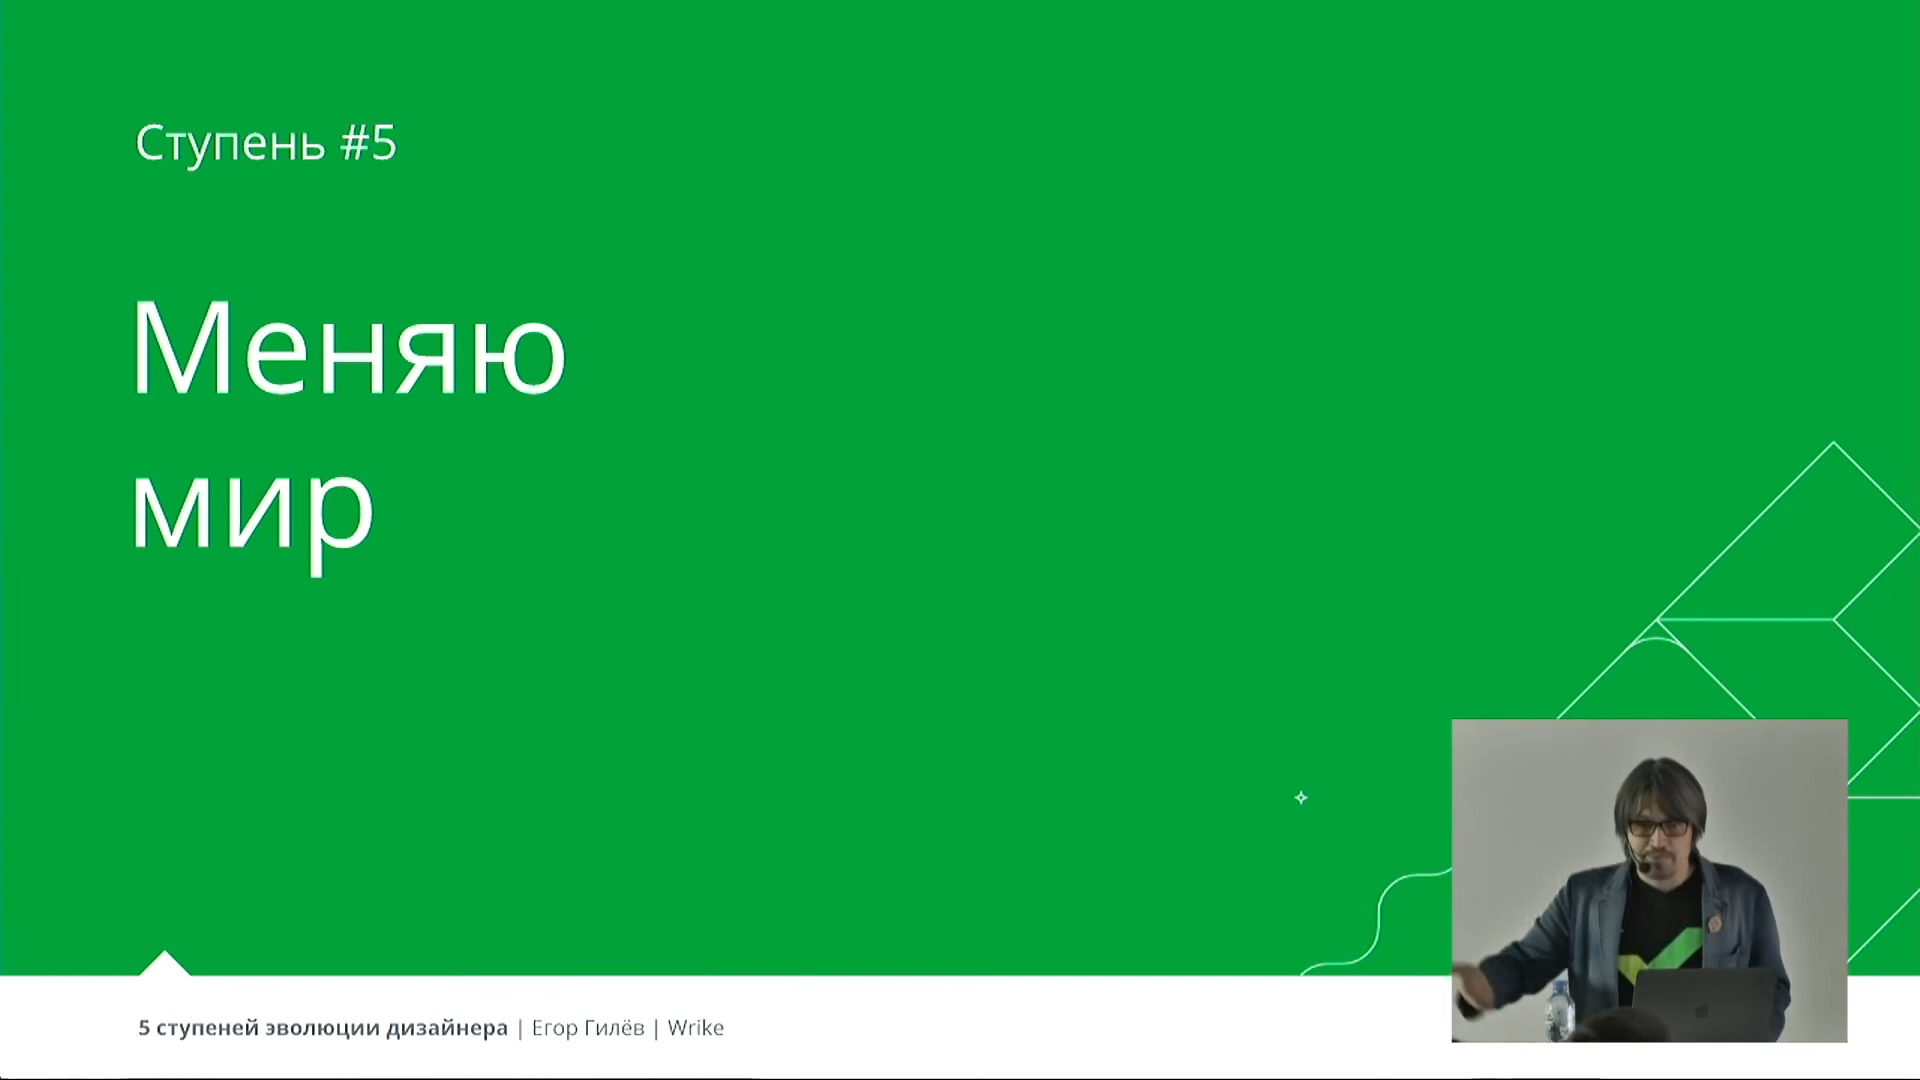 Ступень #5
Меняю
мир
5 ступеней эволюции дизайнера | Егор Гилёв | Wrike